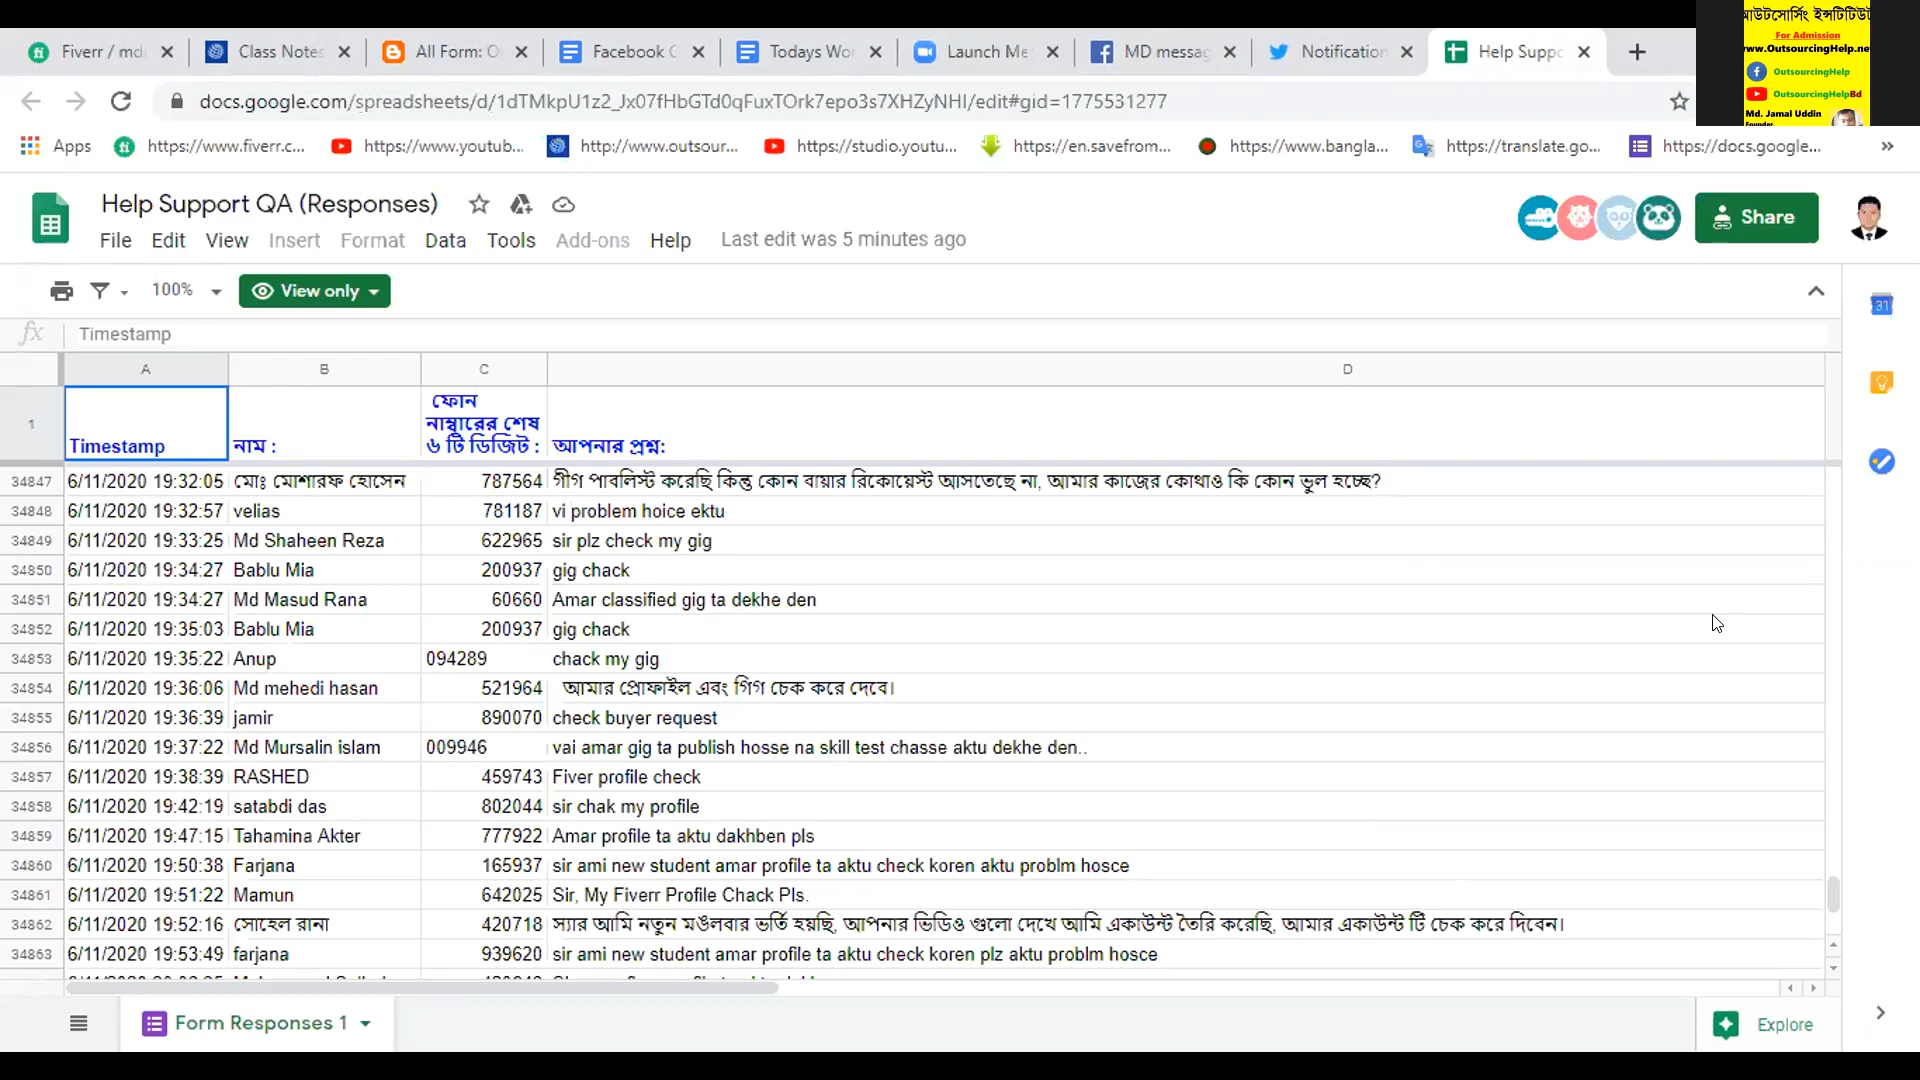 আউটসোর্সিং ইন্সটিটিউট
For Admission
www.OutsourcingHelp.net
OutsourcingHelp
OutsourcingHelpBd
Md. Jamal Uddin
Founder,
Fiverr / md
Class Notes
All Form: O
Facebook C
Todays Wo
Launch Me
MD messag
Notification
Help Suppo
docs.google.com/spreadsheets/d/1dTMkpU1z2_Jx07fHbGTd0qFuxTOrk7epo3s7XHZyNHI/edit#gid=1775531277
Apps
https://www.fiverr.c...
https://www.youtub...
http://www.outsour...
https://studio.youtu...
https://en.savefrom...
https://www.bangla...
https://translate.go...
https://docs.google...
Help Support QA (Responses)
Share
File Edit View Insert Format Data Tools Add-ons Help Last edit was 5 minutes ago
100% View only
31
fx Timestamp
A B C D
1 Timestamp নাম : ফোন
নাম্বারের শেষ
৬ টি ডিজিট : আপনার প্রশ্ন:
34847 6/11/2020 19:32:05 মোঃ মোশারফ হোসেন 787564 গীগ পাবলিস্ট করেছি কিন্তু কোন বায়ার রিকোয়েস্ট আসতেছে না, আমার কাজের কোথাও কি কোন ভুল হচ্ছে?
34848 6/11/2020 19:32:57 velias 781187 vi problem hoice ektu
34849 6/11/2020 19:33:25 Md Shaheen Reza 622965 sir plz check my gig
34850 6/11/2020 19:34:27 Bablu Mia 200937 gig chack
34851 6/11/2020 19:34:27 Md Masud Rana 60660 Amar classified gig ta dekhe den
34852 6/11/2020 19:35:03 Bablu Mia 200937 gig chack
34853 6/11/2020 19:35:22 Anup 094289 chack my gig
34854 6/11/2020 19:36:06 Md mehedi hasan 521964 আমার প্রোফাইল এবং গিগ চেক করে দেবে।
34855 6/11/2020 19:36:39 jamir 890070 check buyer request
34856 6/11/2020 19:37:22 Md Mursalin islam 009946 vai amar gig ta publish hosse na skill test chasse aktu dekhe den..
34857 6/11/2020 19:38:39 RASHED 459743 Fiver profile check
34858 6/11/2020 19:42:19 satabdi das 802044 sir chak my profile
34859 6/11/2020 19:47:15 Tahamina Akter 777922 Amar profile ta aktu dakhben pls
34860 6/11/2020 19:50:38 Farjana 165937 sir ami new student amar profile ta aktu check koren aktu problm hosce
34861 6/11/2020 19:51:22 Mamun 642025 Sir, My Fiverr Profile Chack Pls.
34862 6/11/2020 19:52:16 সোহেল রানা 420718 স্যার আমি নতুন মঙলবার ভর্তি হয়ছি, আপনার ভিডিও গুলো দেখে আমি একাউন্ট তৈরি করেছি, আমার একাউন্ট টি চেক করে দিবেন।
34863 6/11/2020 19:53:49 farjana 939620 sir ami new student amar profile ta aktu check koren plz aktu problm hosce
Form Responses 1
Explore